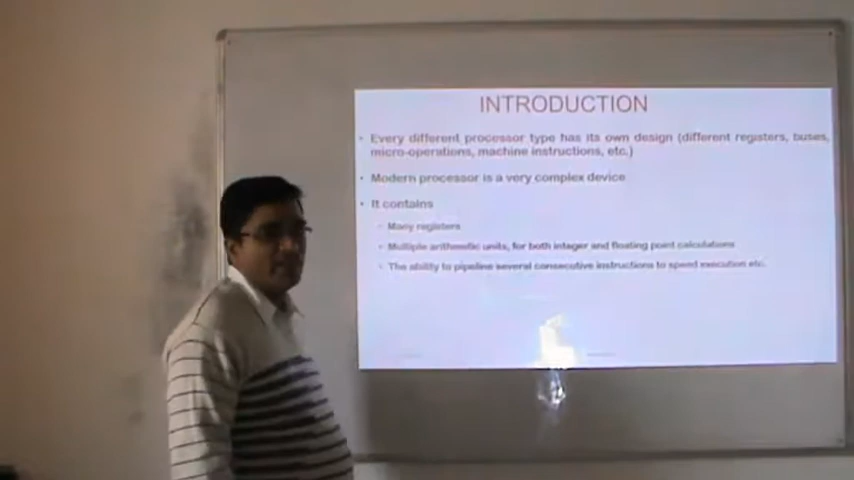 INTRODUCTION
• Every different processor type has its own design (different registers, buses,
micro-operations, machine instructions, etc.)
• Modern processor is a very complex device
• It contains
• Many registers
• Multiple arithmetic units, for both integer and floating point calculations
• The ability to pipeline several consecutive instructions to spend execution etc.